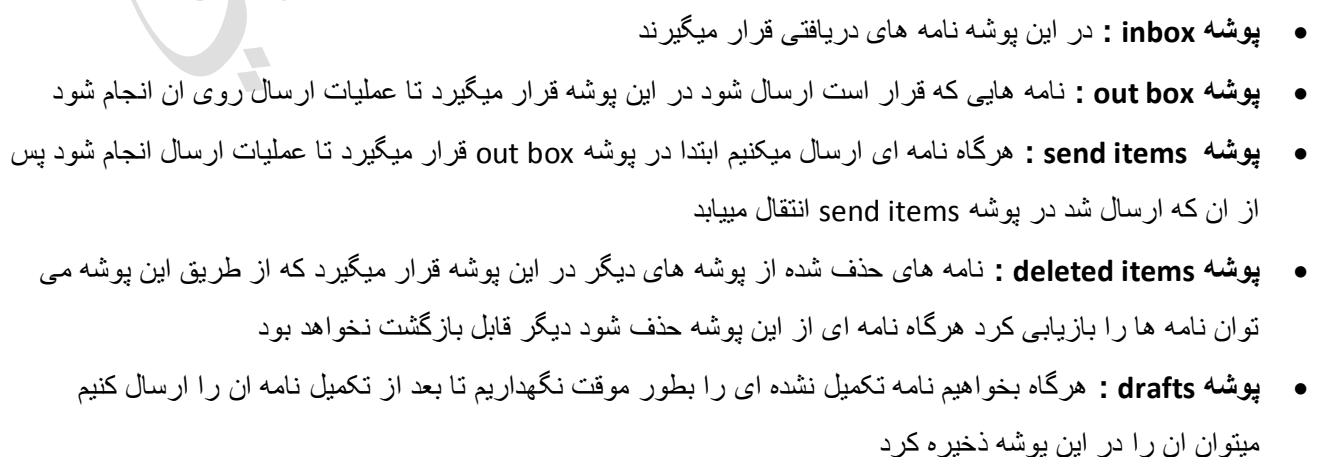 • پوشه inbox : در این پوشه نامه های دریافتی قرار میگیرند
• پوشه out box : نامه هایی که قرار است ارسال شود در این پوشه قرار میگیرد تا عملیات ارسال روی ان انجام شود
• پوشه send items : هرگاه نامه ای ارسال میکنیم ابتدا در پوشه out box قرار میگیرد تا عملیات ارسال انجام شود پس
از ان که ارسال شد در پوشه send items انتقال مییابد
• پوشه deleted items : نامه های حذف شده از پوشه های دیگر در این پوشه قرار میگیرد که از طریق این پوشه می
توان نامه ها را بازیابی کرد هرگاه نامه ای از این پوشه حذف شود دیگر قابل بازگشت نخواهد بود
• پوشه drafts : هرگاه بخواهیم نامه تکمیل نشده ای را بطور موقت نگهداریم تا بعد از تکمیل نامه ان را ارسال کنیم
میتوان ان را در این پوشه ذخیره کرد